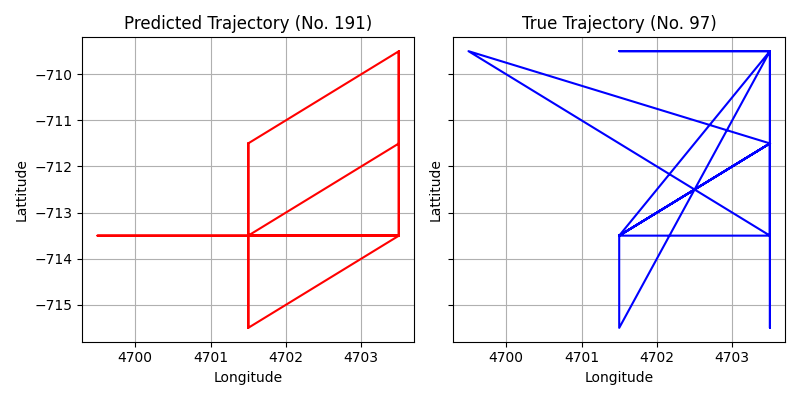 Predicted Trajectory (No. 191)
True Trajectory (No. 97)
Lattitude
−710
−711
−712
−713
−714
−715
4700
4701
4702
4703
Longitude
Lattitude
4700
4701
4702
4703
Longitude